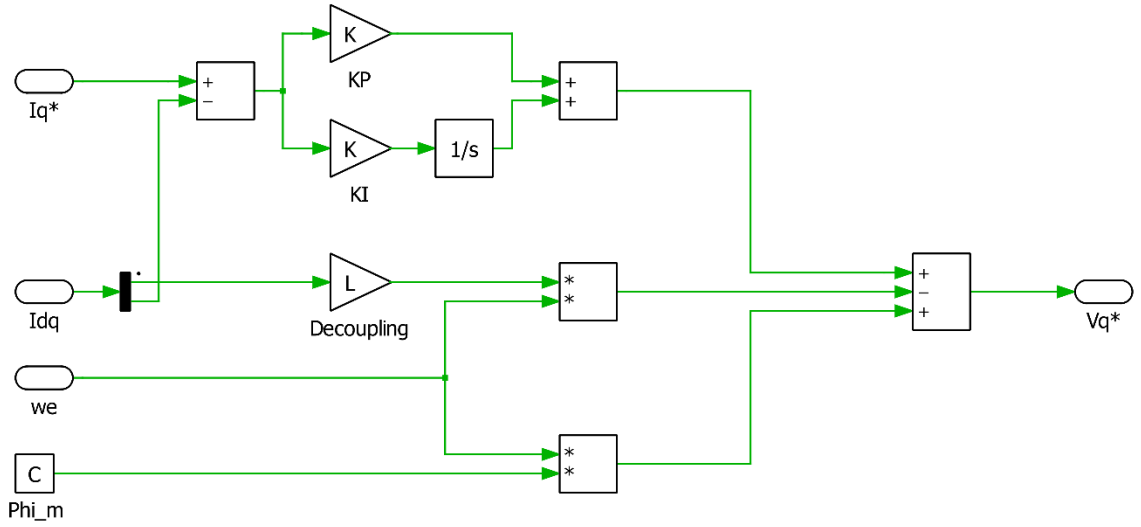 K
KP
Iq*
+
−
+
+
K
1/s
KI
Idq
L
Decoupling
*
*
+
−
+
Vq*
we
C
Phi_m
*
*